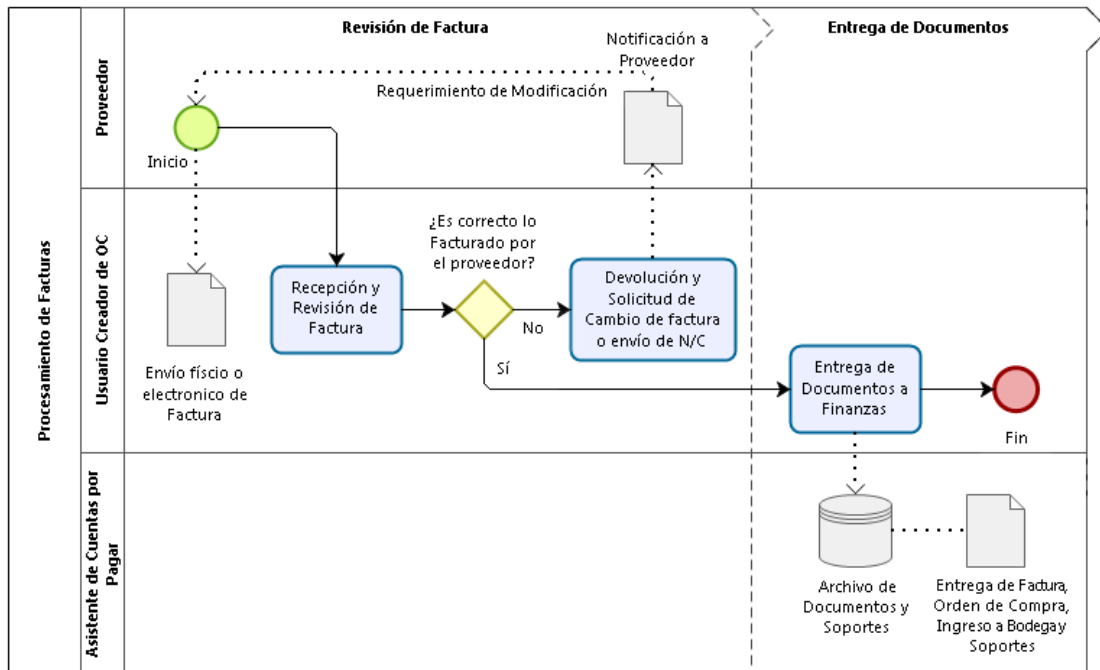 Procesamiento de Facturas
Revisión de Factura
Entrega de Documentos
Proveedor
Notificación a
Proveedor
Requerimiento de Modificación
Inicio
Usuario Creador de OC
¿Es correcto lo
Facturado por
el proveedor?
Recepción y
Revisión de
Factura
No
Devolución y
Solicitud de
Cambio de factura
o envío de N/C
Sí
Envío físcio o
electronico de
Factura
Entrega de
Documentos a
Finanzas
Fin
Asistente de Cuentas por
Pagar
Archivo de
Documentos y
Soportes
Entrega de Factura,
Orden de Compra,
Ingreso a Bodega y
Soportes